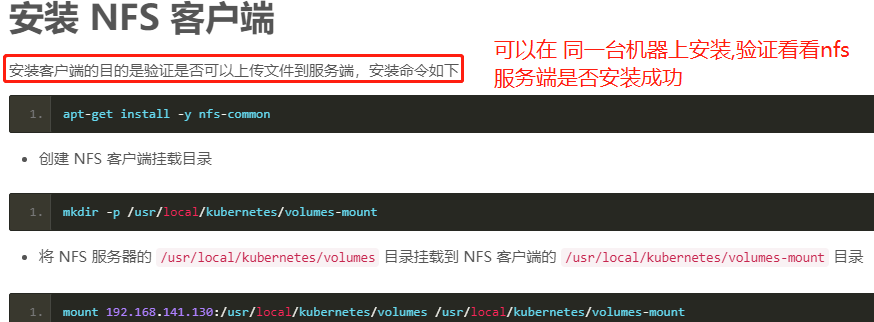 安装 NFS 客户端
安装客户端的目的是验证是否可以上传文件到服务端，安装命令如下
可以在 同一台机器上安装,验证看看nfs
服务端是否安装成功
1. apt-get install -y nfs-common
• 创建 NFS 客户端挂载目录
1. mkdir -p /usr/local/kubernetes/volumes-mount
• 将 NFS 服务器的 /usr/local/kubernetes/volumes 目录挂载到 NFS 客户端的 /usr/local/kubernetes/volumes-mount 目录
1. mount 192.168.141.130:/usr/local/kubernetes/volumes /usr/local/kubernetes/volumes-mount